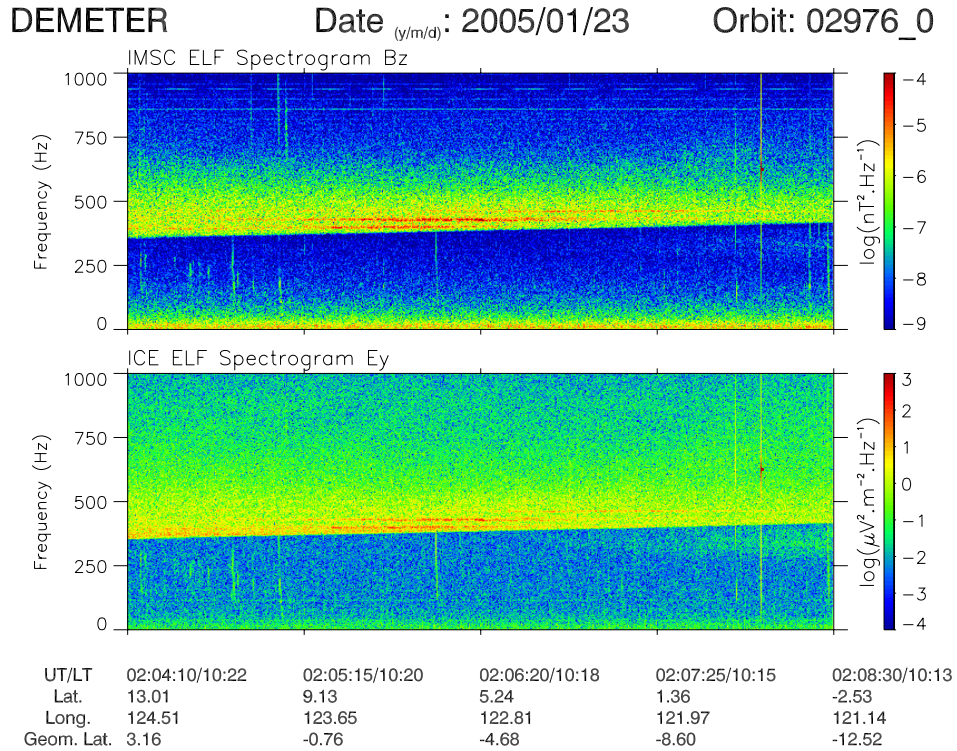 DEMETER Date (y/m/d): 2005/01/23 Orbit: 02976_0
IMSC ELF Spectrogram Bz
1000
750
500
250
0
Frequency (Hz)
−4
−5
−6
−7
−8
−9
log(nT².Hz⁻¹)
ICE ELF Spectrogram Ey
1000
750
500
250
0
Frequency (Hz)
3
2
1
0
−1
−2
−3
−4
log(μV².m⁻².Hz⁻¹)
UT/LT 02:04:10/10:22 02:05:15/10:20 02:06:20/10:18 02:07:25/10:15 02:08:30/10:13
Lat. 13.01 9.13 5.24 1.36 -2.53
Long. 124.51 123.65 122.81 121.97 121.14
Geom. Lat. 3.16 -0.76 -4.68 -8.60 -12.52